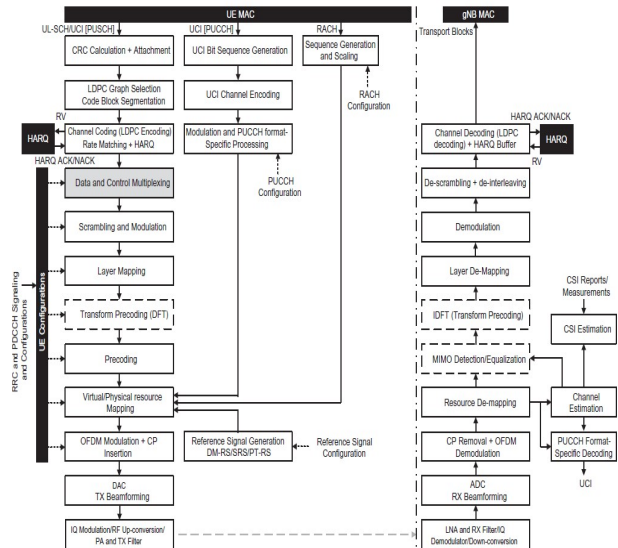 UE MAC
gNB MAC
UL-SCH/UCI [PUSCH]
UCI [PUCCH]
RACH
Transport Blocks
CRC Calculation + Attachment
UCI Bit Sequence Generation
Sequence Generation
and Scaling
LDPC Graph Selection
Code Block Segmentation
UCI Channel Encoding
RACH
Configuration
RV
HARQ
Channel Coding (LDPC Encoding)
Rate Matching + HARQ
Modulation and PUCCH format-
Specific Processing
HARQ ACK/NACK
Channel Decoding (LDPC
decoding) + HARQ Buffer
HARQ
RV
HARQ ACK/NACK
Data and Control Multiplexing
PUCCH
Configuration
De-scrambling + de-interleaving
Scrambling and Modulation
Demodulation
Layer Mapping
Layer De-Mapping
CSI Reports/
Measurements
RRC and PDCCH Signaling
and Configurations
UE Configurations
Transform Precoding (DFT)
IDFT (Transform Precoding)
CSI Estimation
Precoding
MIMO Detection/Equalization
Virtual/Physical resource
Mapping
Resource De-mapping
Channel
Estimation
OFDM Modulation + CP
Insertion
Reference Signal Generation
DM-RS/SRS/PT-RS
Reference Signal
Configuration
CP Removal + OFDM
Demodulation
PUCCH Format-
Specific Decoding
DAC
TX Beamforming
ADC
RX Beamforming
UCI
IQ Modulation/RF Up-conversion/
PA and TX Filter
LNA and RX Filter/IQ
Demodulator/Down-conversion